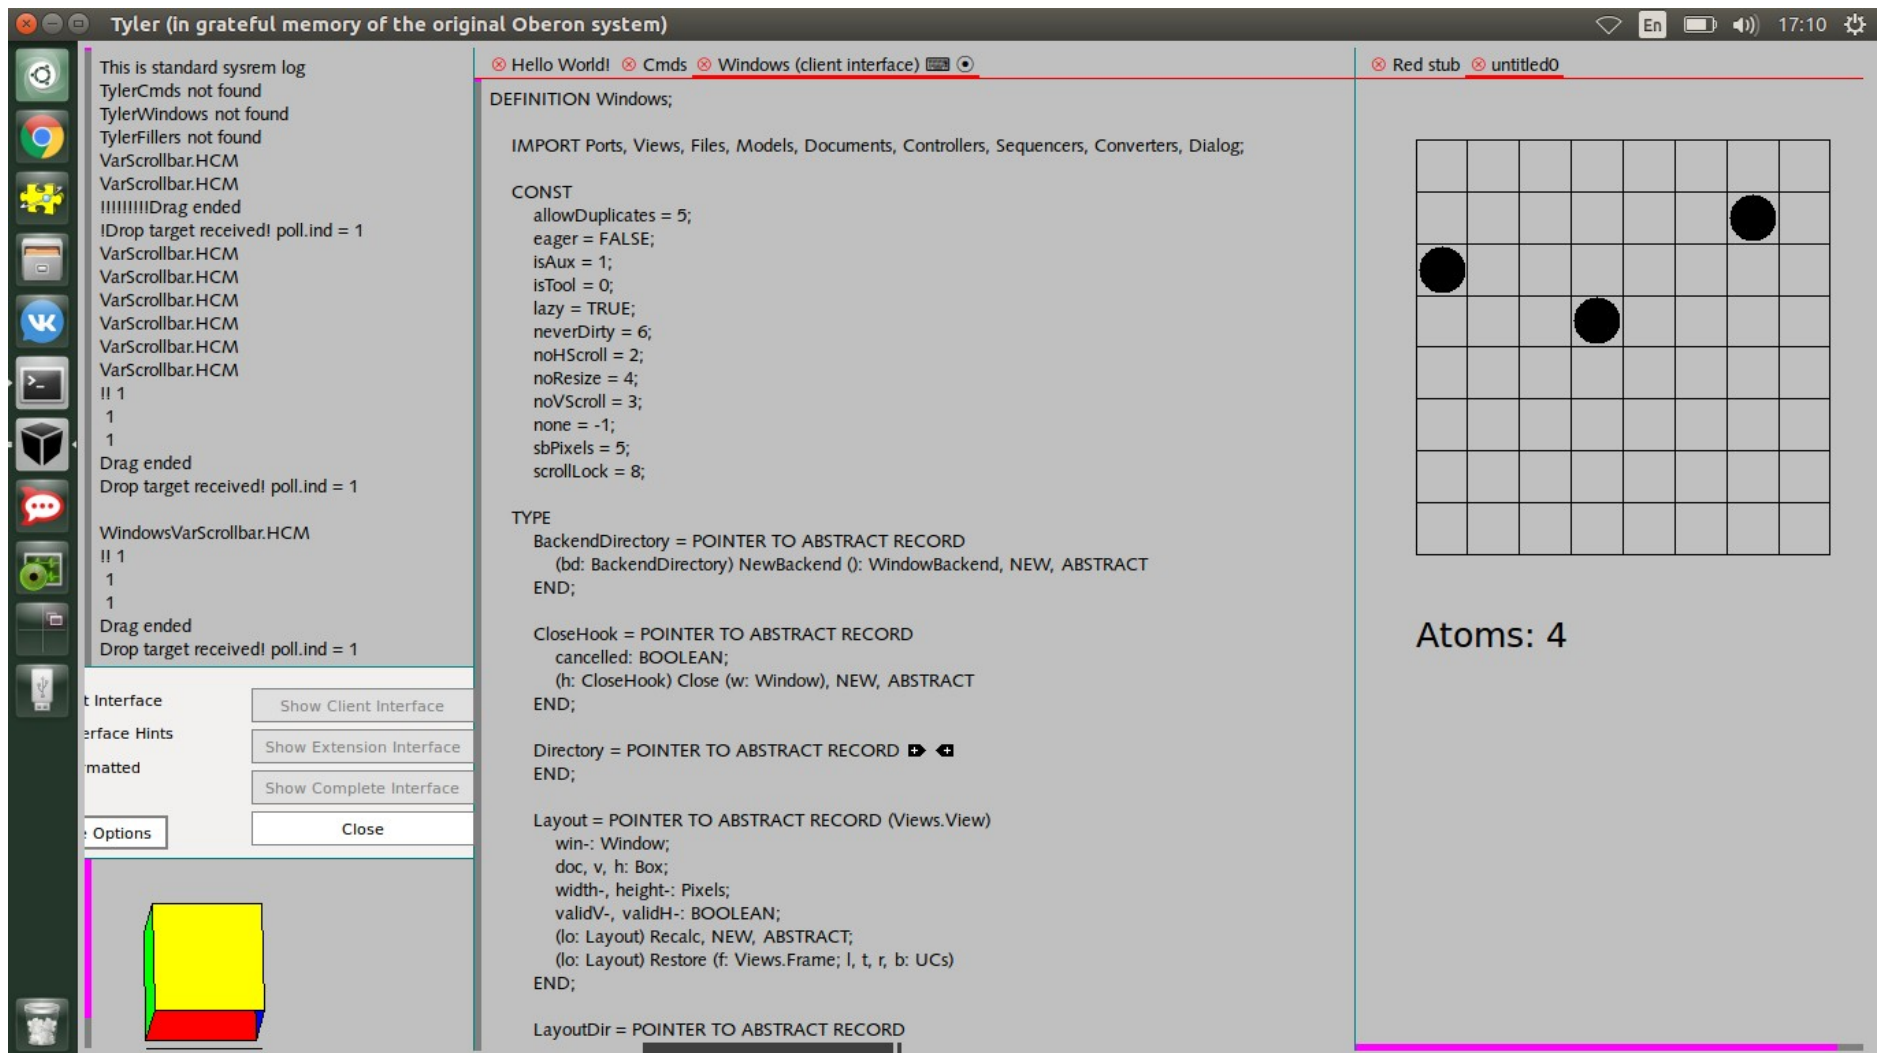 Tyler (in grateful memory of the original Oberon system)
En
17:10
This is standard sysrem log
TylerCmds not found
TylerWindows not found
TylerFillers not found
VarScrollbar.HCM
VarScrollbar.HCM
!!!!!!!!!Drag ended
!Drop target received! poll.ind = 1
VarScrollbar.HCM
VarScrollbar.HCM
VarScrollbar.HCM
VarScrollbar.HCM
VarScrollbar.HCM
VarScrollbar.HCM
!! 1
1
1
Drag ended
Drop target received! poll.ind = 1
WindowsVarScrollbar.HCM
!! 1
1
1
Drag ended
Drop target received! poll.ind = 1
t Interface
Show Client Interface
erface Hints
Show Extension Interface
matted
Show Complete Interface
Options
Close
Hello World! Cmds Windows (client interface)
DEFINITION Windows;
IMPORT Ports, Views, Files, Models, Documents, Controllers, Sequencers, Converters, Dialog;
CONST
allowDuplicates = 5;
eager = FALSE;
isAux = 1;
isTool = 0;
lazy = TRUE;
neverDirty = 6;
noHScroll = 2;
noResize = 4;
noVScroll = 3;
none = -1;
sbPixels = 5;
scrollLock = 8;
TYPE
BackendDirectory = POINTER TO ABSTRACT RECORD
(bd: BackendDirectory) NewBackend (): WindowBackend, NEW, ABSTRACT
END;
CloseHook = POINTER TO ABSTRACT RECORD
cancelled: BOOLEAN;
(h: CloseHook) Close (w: Window), NEW, ABSTRACT
END;
Directory = POINTER TO ABSTRACT RECORD
END;
Layout = POINTER TO ABSTRACT RECORD (Views.View)
win-: Window;
doc, v, h: Box;
width-, height-: Pixels;
validV-, validH-: BOOLEAN;
(lo: Layout) Recalc, NEW, ABSTRACT;
(lo: Layout) Restore (f: Views.Frame; l, t, r, b: UCs)
END;
LayoutDir = POINTER TO ABSTRACT RECORD
Red stub untitled0
Atoms: 4